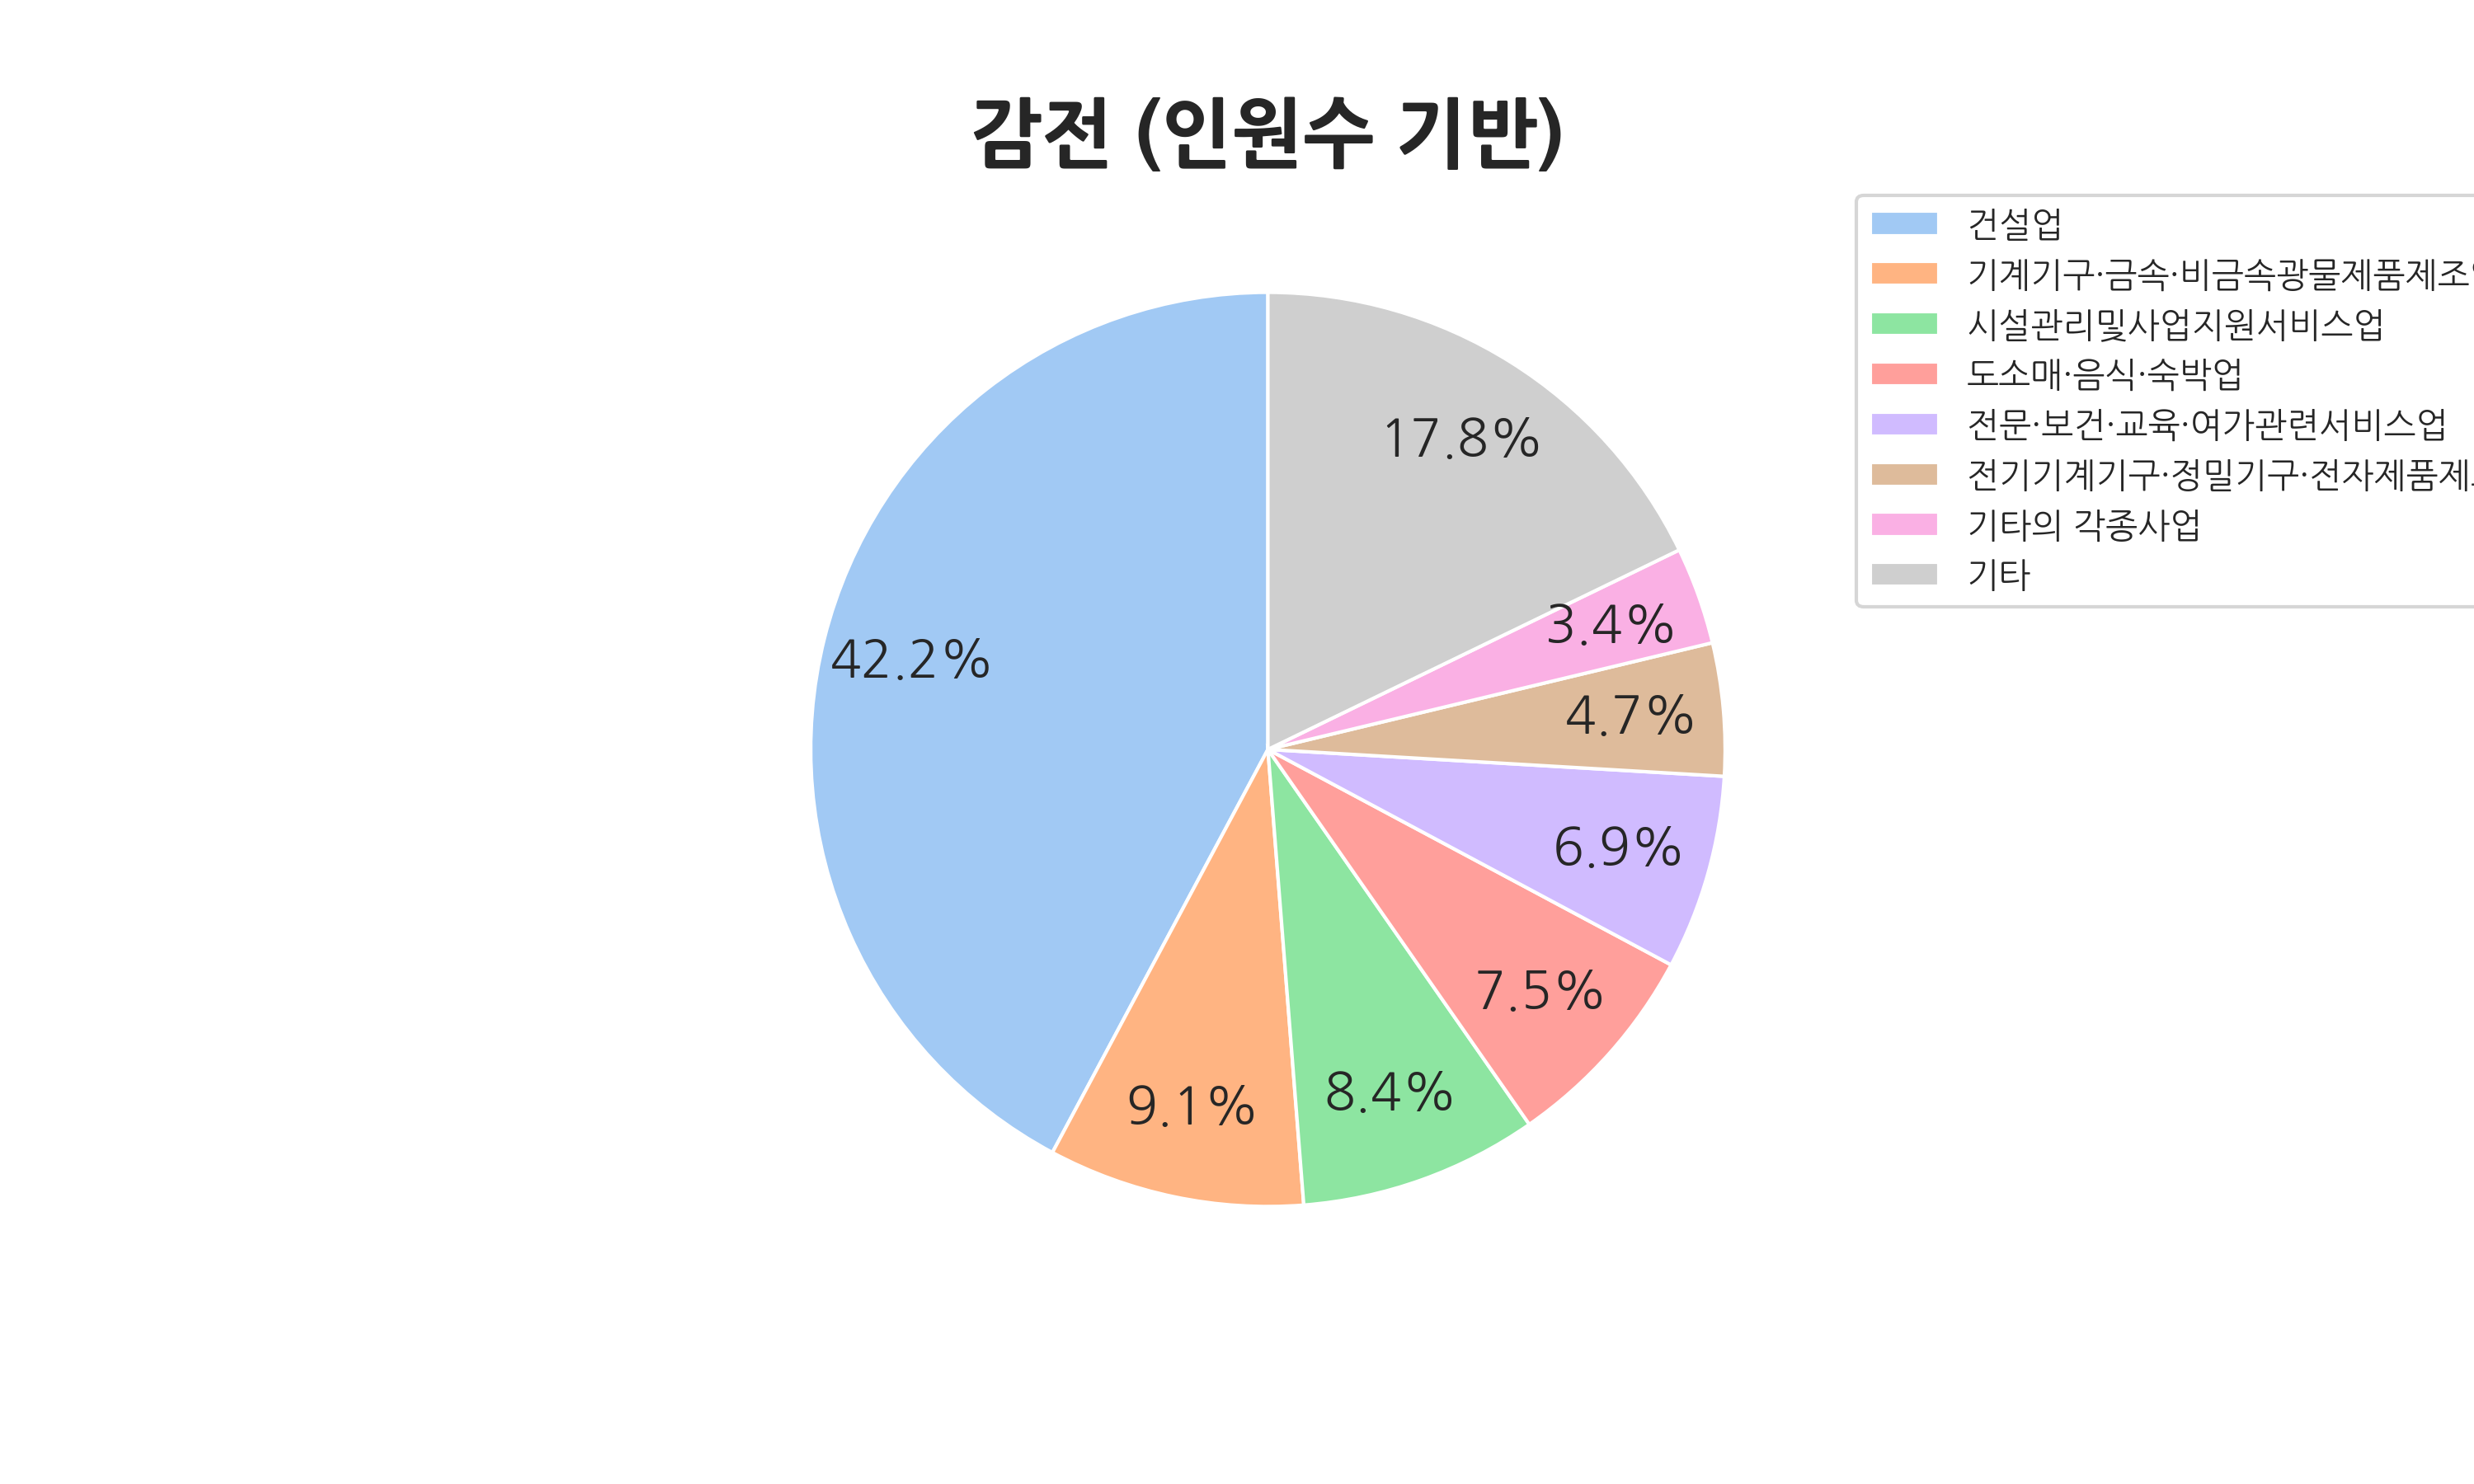 감전 (인원수 기반)
건설업
기계기구·금속·비금속광물제품제조
시설관리및사업지원서비스업
도소매·음식·숙박업
전문·보건·교육·여가관련서비스업
전기기계기구·정밀기구·전자제품제
기타의 각종사업
기타
17.8%
3.4%
42.2%
4.7%
6.9%
7.5%
8.4%
9.1%